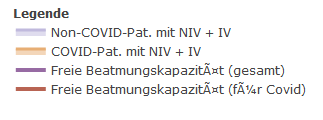 Legende
Non-COVID-Pat. mit NIV + IV
COVID-Pat. mit NIV + IV
Freie BeatmungskapazitÃ¤t (gesamt)
Freie BeatmungskapazitÃ¤t (fÃ¼r Covid)